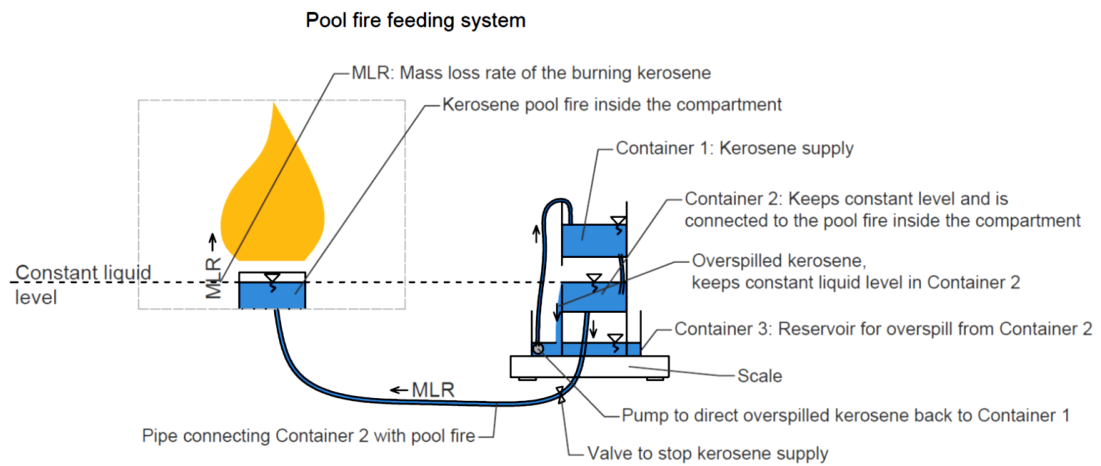 Pool fire feeding system
MLR: Mass loss rate of the burning kerosene
Kerosene pool fire inside the compartment
Container 1: Kerosene supply
Container 2: Keeps constant level and is
connected to the pool fire inside the compartment
MLR
Constant liquid
level
Overspilled kerosene,
keeps constant liquid level in Container 2
Container 3: Reservoir for overspill from Container 2
Scale
MLR
Pump to direct overspilled kerosene back to Container 1
Pipe connecting Container 2 with pool fire
Valve to stop kerosene supply